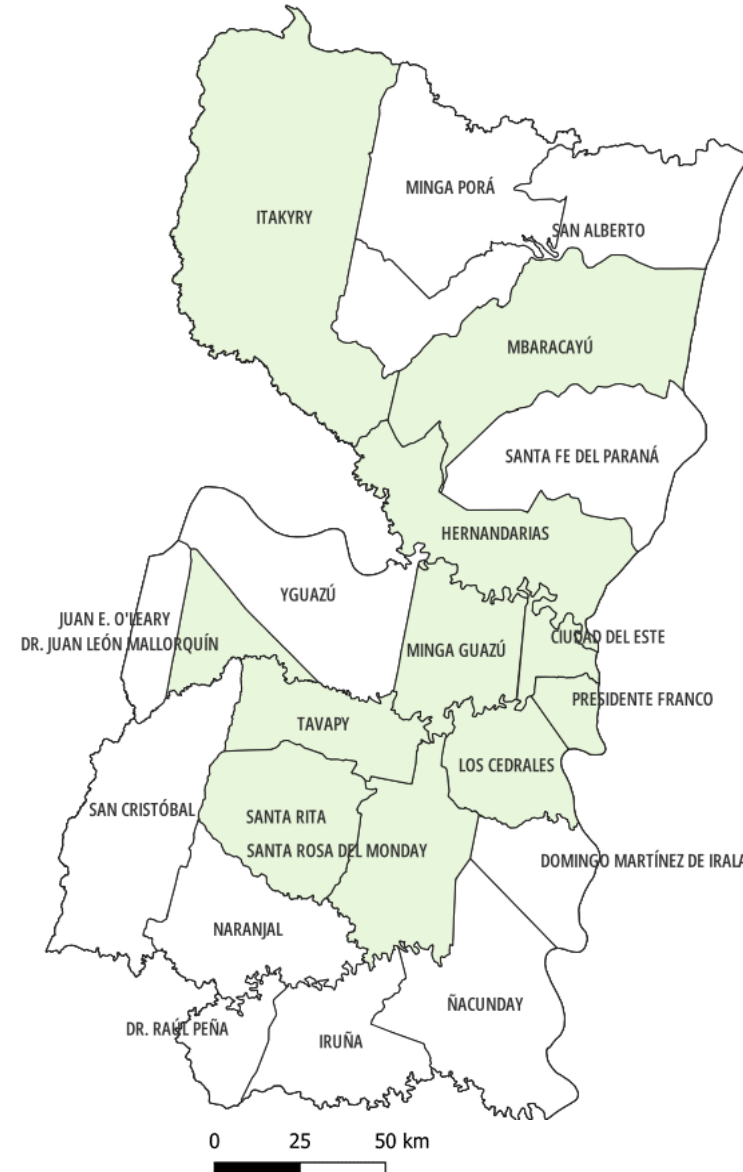 MINGA PORÁ
ITAKYRY
SAN ALBERTO
MBARACAYÚ
SANTA FE DEL PARANÁ
HERNANDARIAS
YGUAZÚ
JUAN E. O'LEARY
CIUDAD DEL ESTE
DR. JUAN LEÓN MALLORQUÍN
MINGA GUAZÚ
PRESIDENTE FRANCO
TAVAPY
LOS CEDRALES
SAN CRISTÓBAL
SANTA RITA
SANTA ROSA DEL MONDAY
DOMINGO MARTÍNEZ DE IRALA
NARANJAL
ÑACUNDAY
DR. RAÚL PEÑA
IRUÑA
0 25 50 km